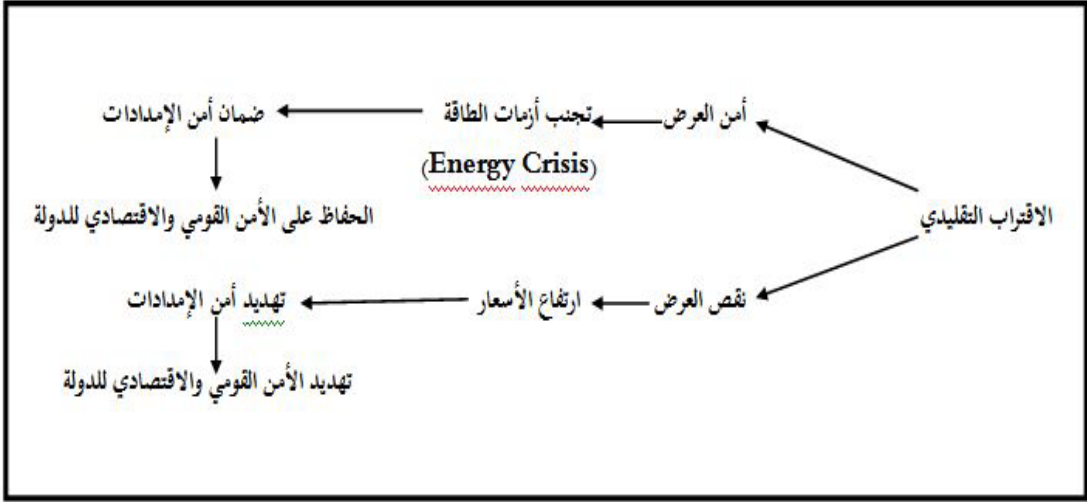 الاقتراب التقليدي
أمن العرض
تجنب أزمات الطاقة
(Energy Crisis)
ضمان أمن الإمدادات
الحفاظ على الأمن القومي والاقتصادي للدولة
نقص العرض
ارتفاع الأسعار
تهديد أمن الإمدادات
تهديد الأمن القومي والاقتصادي للدولة